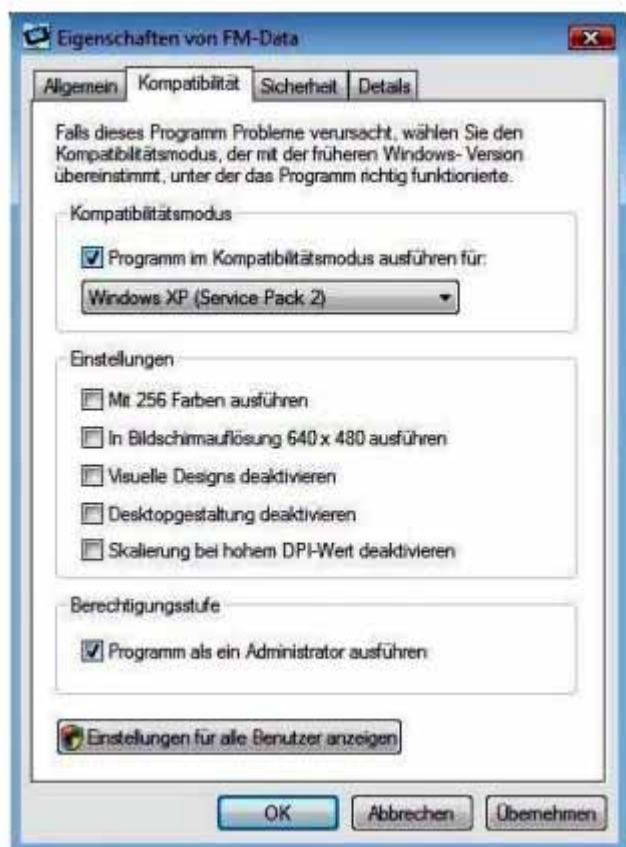 Eigenschaften von FM-Data
Allgemein Kompatibilität Sicherheit Details
Falls dieses Programm Probleme verursacht, wählen Sie den
Kompatibilitätsmodus, der mit der früheren Windows- Version
übereinstimmt, unter der das Programm richtig funktionierte.
Kompatibilitätsmodus
Programm im Kompatibilitätsmodus ausführen für:
Windows XP (Service Pack 2)
Einstellungen
Mit 256 Farben ausführen
In Bildschirmauflösung 640 x 480 ausführen
Visuelle Designs deaktivieren
Desktopgestaltung deaktivieren
Skalierung bei hohem DPI-Wert deaktivieren
Berechtigungsstufe
Programm als ein Administrator ausführen
Einstellungen für alle Benutzer anzeigen
OK Abbrechen Übernehmen